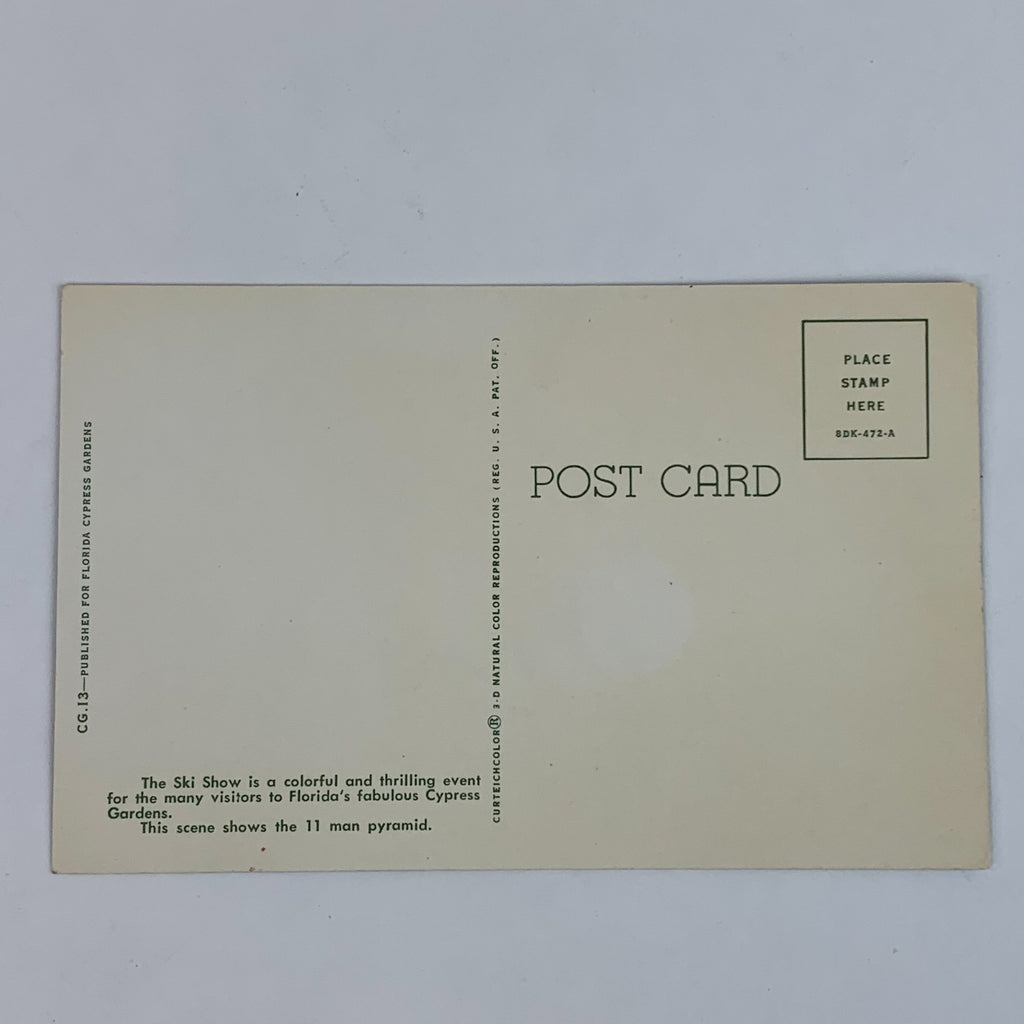 CG.13—PUBLISHED FOR FLORIDA CYPRESS GARDENS
The Ski Show is a colorful and thrilling event
for the many visitors to Florida's fabulous Cypress
Gardens.
This scene shows the 11 man pyramid.
CURTEICHCOLOR® 3-D NATURAL COLOR REPRODUCTIONS (REG. U. S. A. PAT. OFF.)
POST CARD
PLACE
STAMP
HERE
8DK-472-A